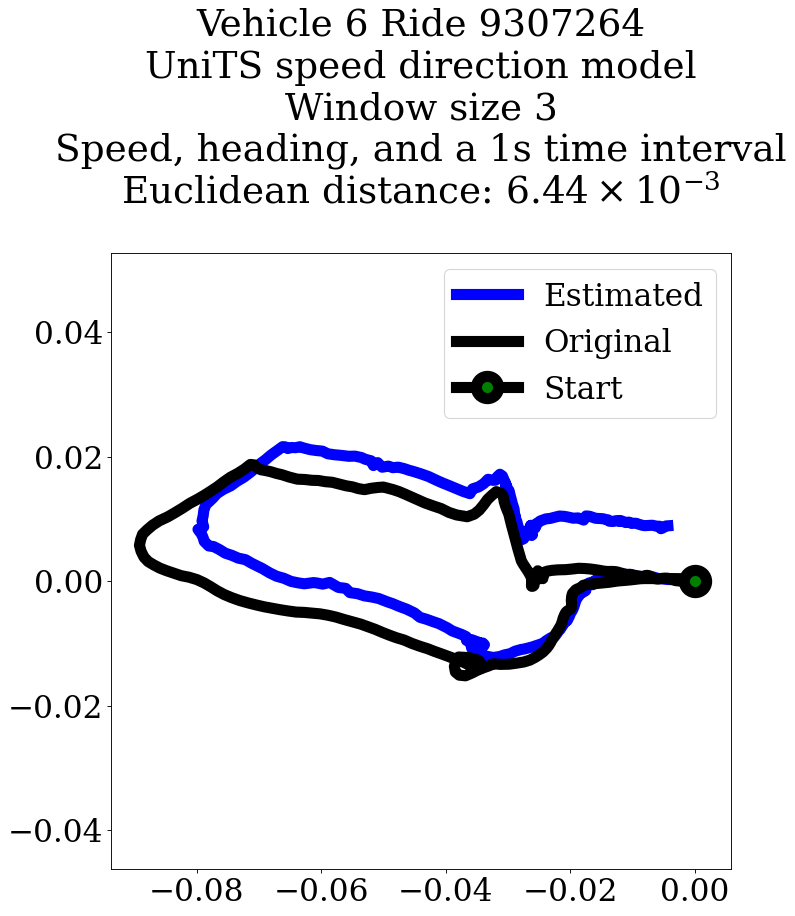 Vehicle 6 Ride 9307264
UniTS speed direction model
Window size 3
Speed, heading, and a 1s time interval
Euclidean distance: 6.44 × 10⁻³
Estimated
Original
Start
0.04
0.02
0.00
−0.02
−0.04
−0.08
−0.06
−0.04
−0.02
0.00